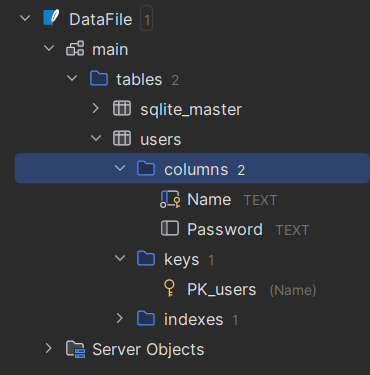 DataFile 1
main
tables 2
sqlite_master
users
columns 2
Name TEXT
Password TEXT
keys 1
PK_users (Name)
indexes 1
Server Objects